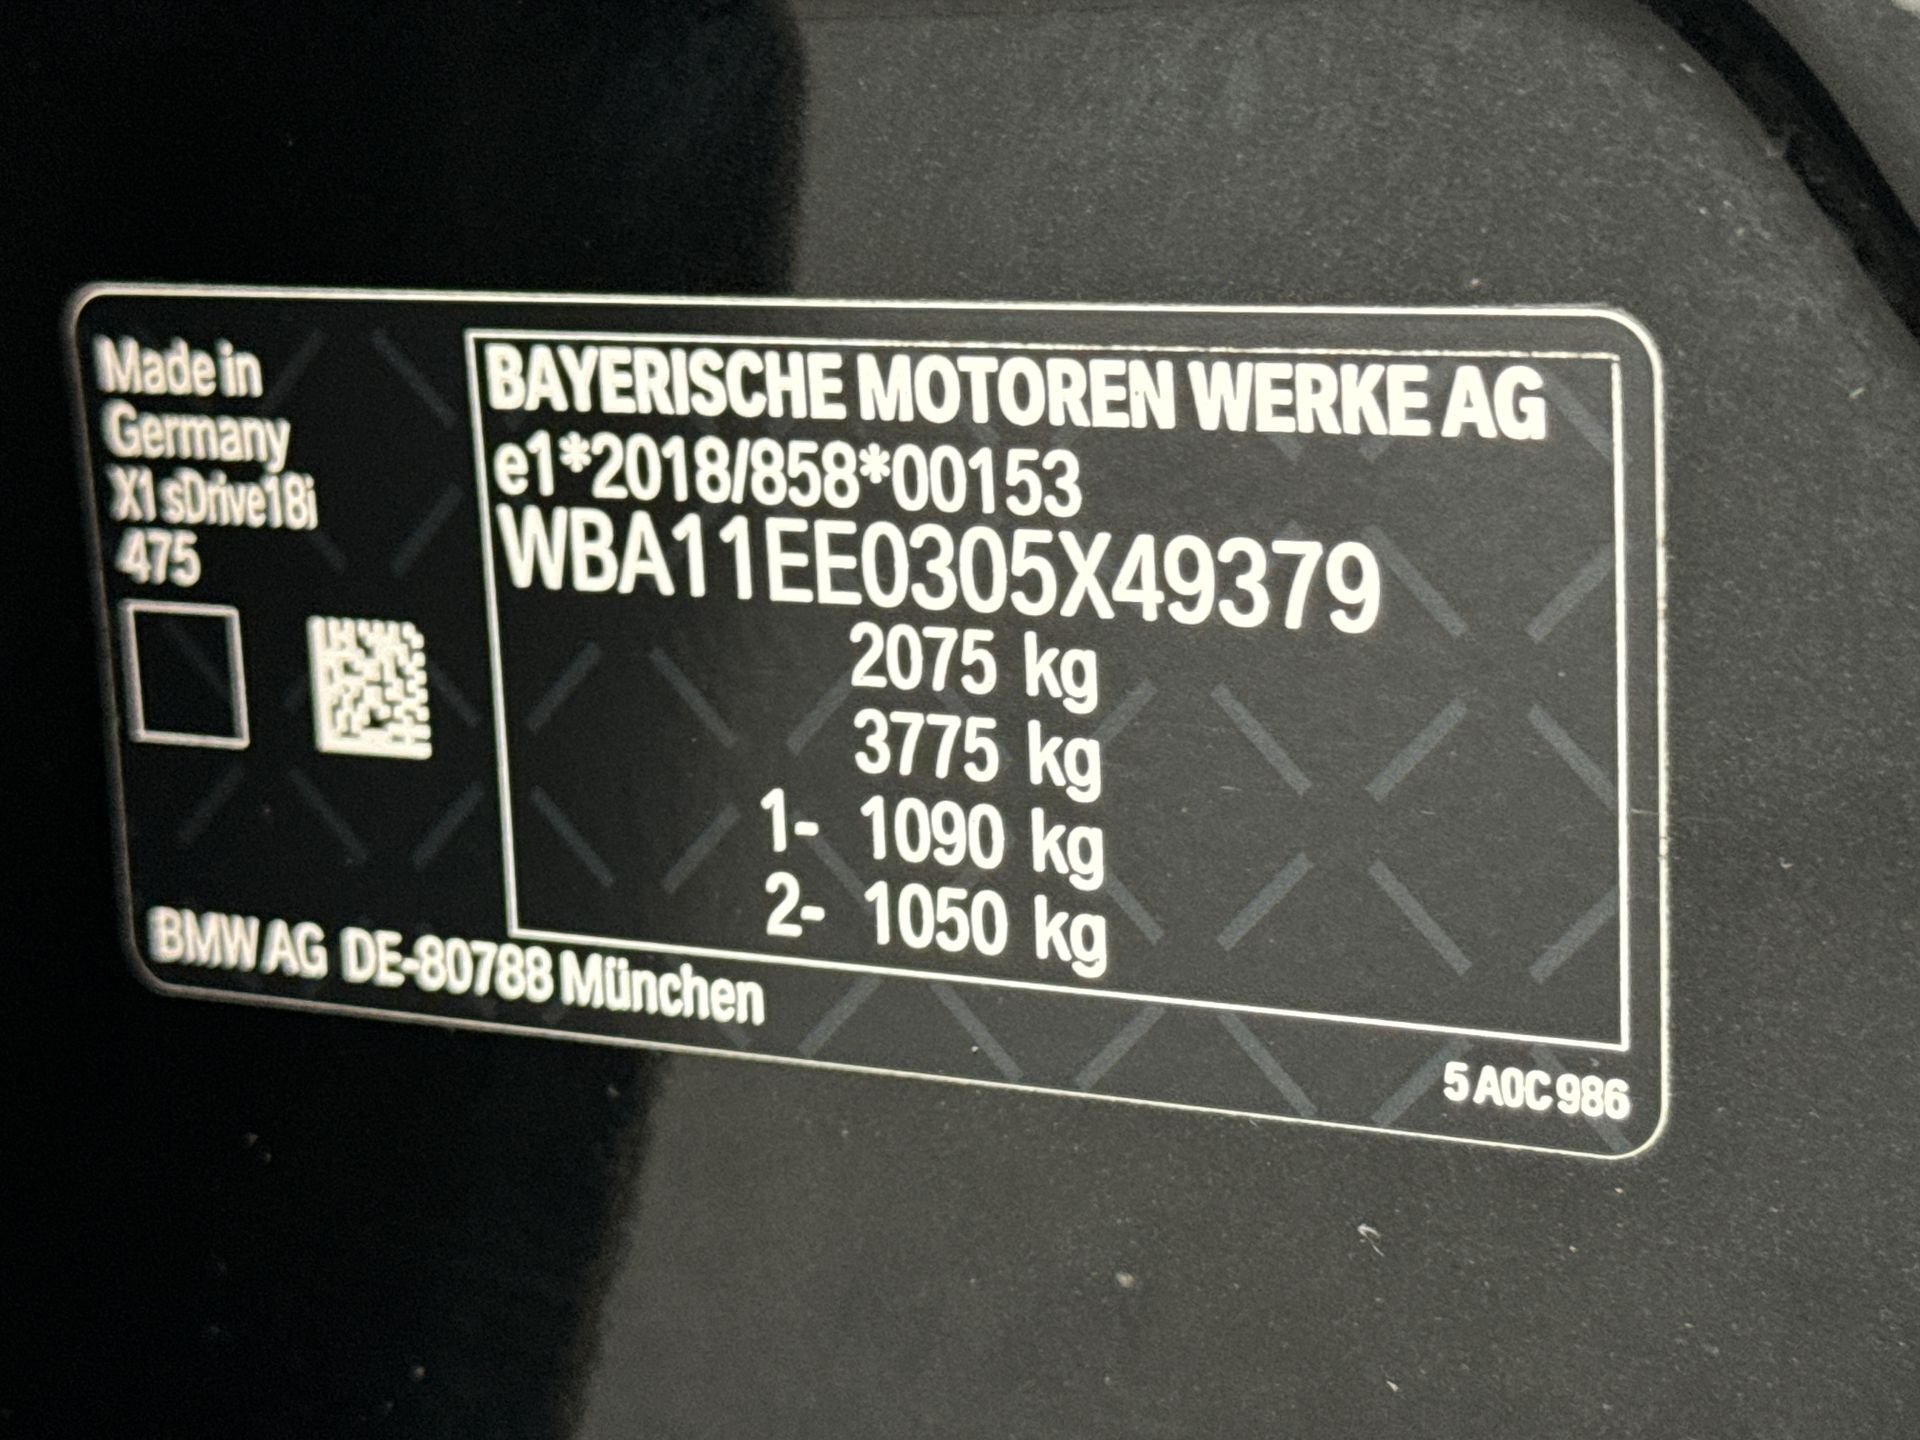 Made in
Germany
X1 sDrive18i
475
BAYERISCHE MOTOREN WERKE AG
e1*2018/858*00153
WBA11EE0305X49379
2075 kg
3775 kg
1- 1090 kg
2- 1050 kg
BMW AG DE-80788 München
5 A0C 986